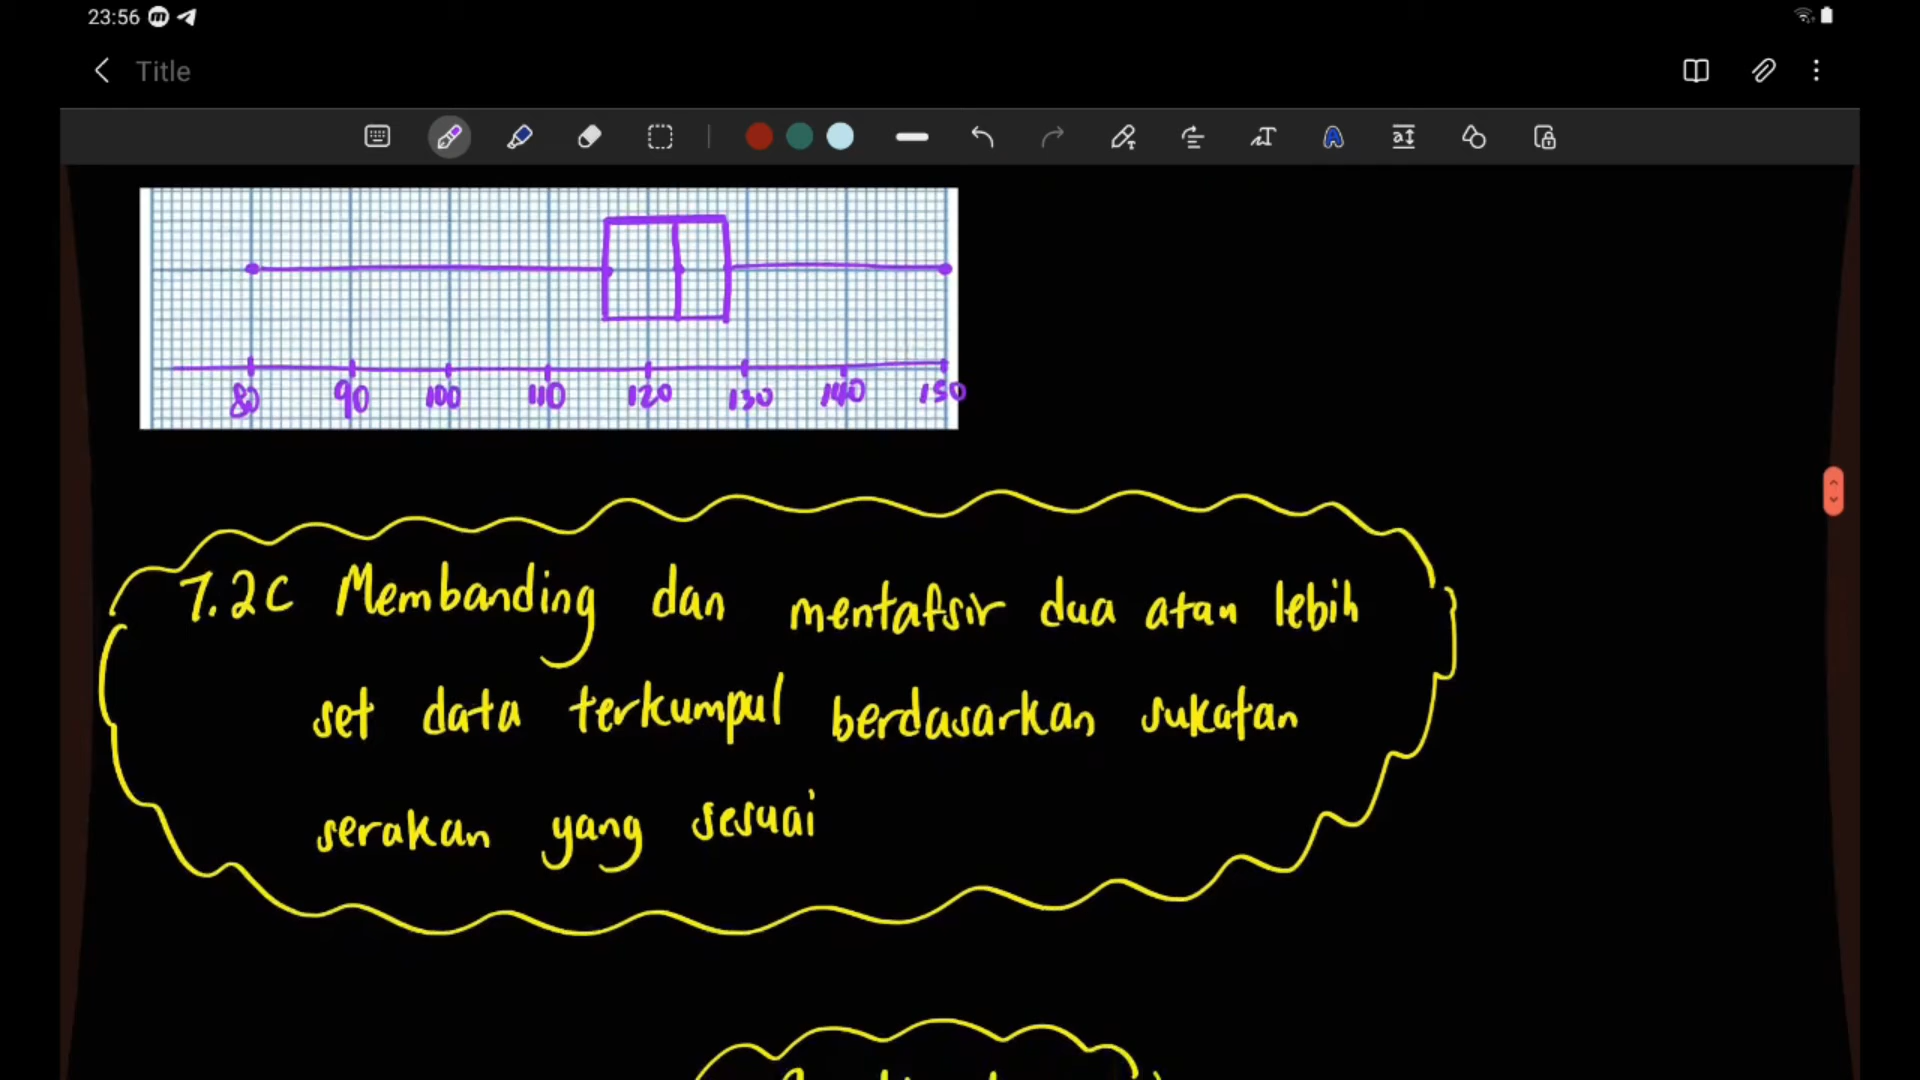 23:56
Title
80 90 100 110 120 130 140 150
7.2C Membanding dan mentafsir dua atau lebih
set data terkumpul berdasarkan sukatan
serakan yang sesuai